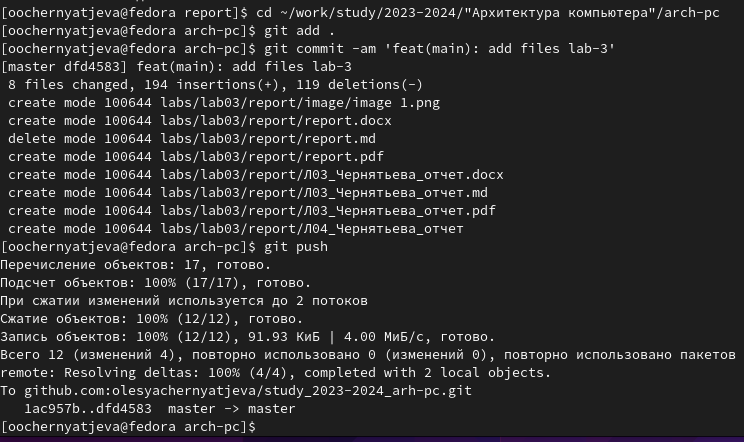 [oochernyatjeva@fedora report]$ cd ~/work/study/2023-2024/"Архитектура компьютера"/arch-pc
[oochernyatjeva@fedora arch-pc]$ git add .
[oochernyatjeva@fedora arch-pc]$ git commit -am 'feat(main): add files lab-3'
[master dfd4583] feat(main): add files lab-3
 8 files changed, 194 insertions(+), 119 deletions(-)
 create mode 100644 labs/lab03/report/image/image 1.png
 create mode 100644 labs/lab03/report/report.docx
 delete mode 100644 labs/lab03/report/report.md
 create mode 100644 labs/lab03/report/report.pdf
 create mode 100644 labs/lab03/report/Л03_Чернятьева_отчет.docx
 create mode 100644 labs/lab03/report/Л03_Чернятьева_отчет.md
 create mode 100644 labs/lab03/report/Л03_Чернятьева_отчет.pdf
 create mode 100644 labs/lab03/report/Л04_Чернятьева_отчет
[oochernyatjeva@fedora arch-pc]$ git push
Перечисление объектов: 17, готово.
Подсчет объектов: 100% (17/17), готово.
При сжатии изменений используется до 2 потоков
Сжатие объектов: 100% (12/12), готово.
Запись объектов: 100% (12/12), 91.93 КиБ | 4.00 МиБ/с, готово.
Всего 12 (изменений 4), повторно использовано 0 (изменений 0), повторно использовано пакетов
remote: Resolving deltas: 100% (4/4), completed with 2 local objects.
To github.com:olesyachernyatjeva/study_2023-2024_arh-pc.git
   1ac957b..dfd4583  master -> master
[oochernyatjeva@fedora arch-pc]$